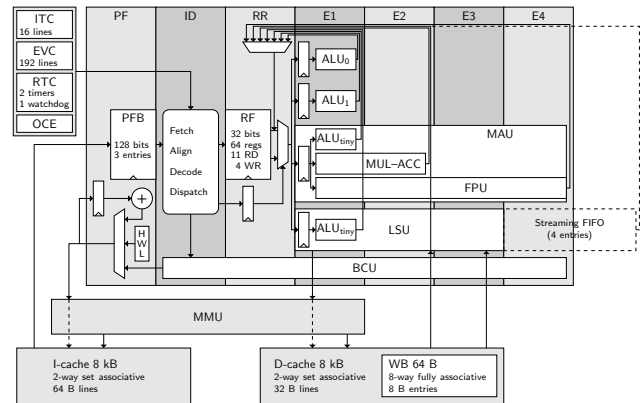 ITC
16 lines
EVC
192 lines
RTC
2 timers
1 watchdog
OCE
PF
ID
RR
E1
E2
E3
E4
PFB
128 bits
3 entries
Fetch
Align
Decode
Dispatch
RF
32 bits
64 regs
11 RD
4 WR
ALU0
ALU1
MAU
ALUtiny
MUL–ACC
FPU
+
H
W
L
ALUtiny
LSU
Streaming FIFO
(4 entries)
BCU
MMU
I-cache 8 kB
2-way set associative
64 B lines
D-cache 8 kB
2-way set associative
32 B lines
WB 64 B
8-way fully associative
8 B entries